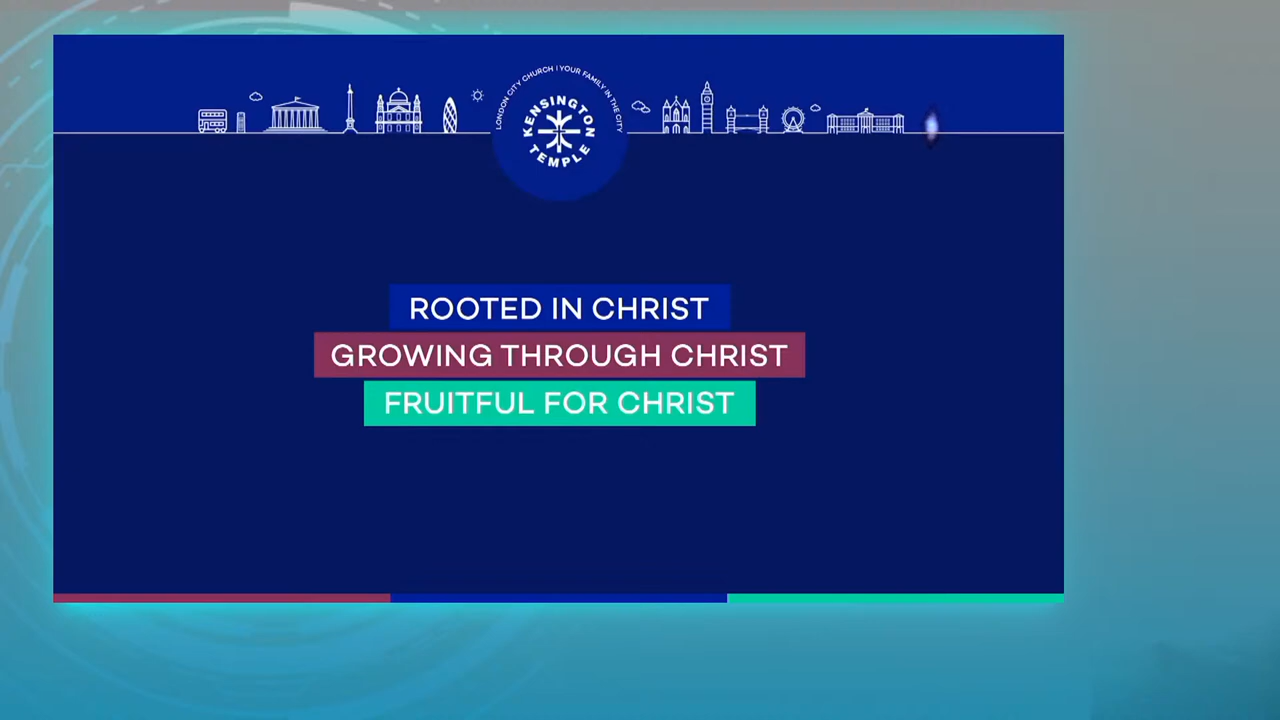 LONDON CITY CHURCH | YOUR FAMILY IN THE CITY
KENSINGTON
TEMPLE
ROOTED IN CHRIST
GROWING THROUGH CHRIST
FRUITFUL FOR CHRIST